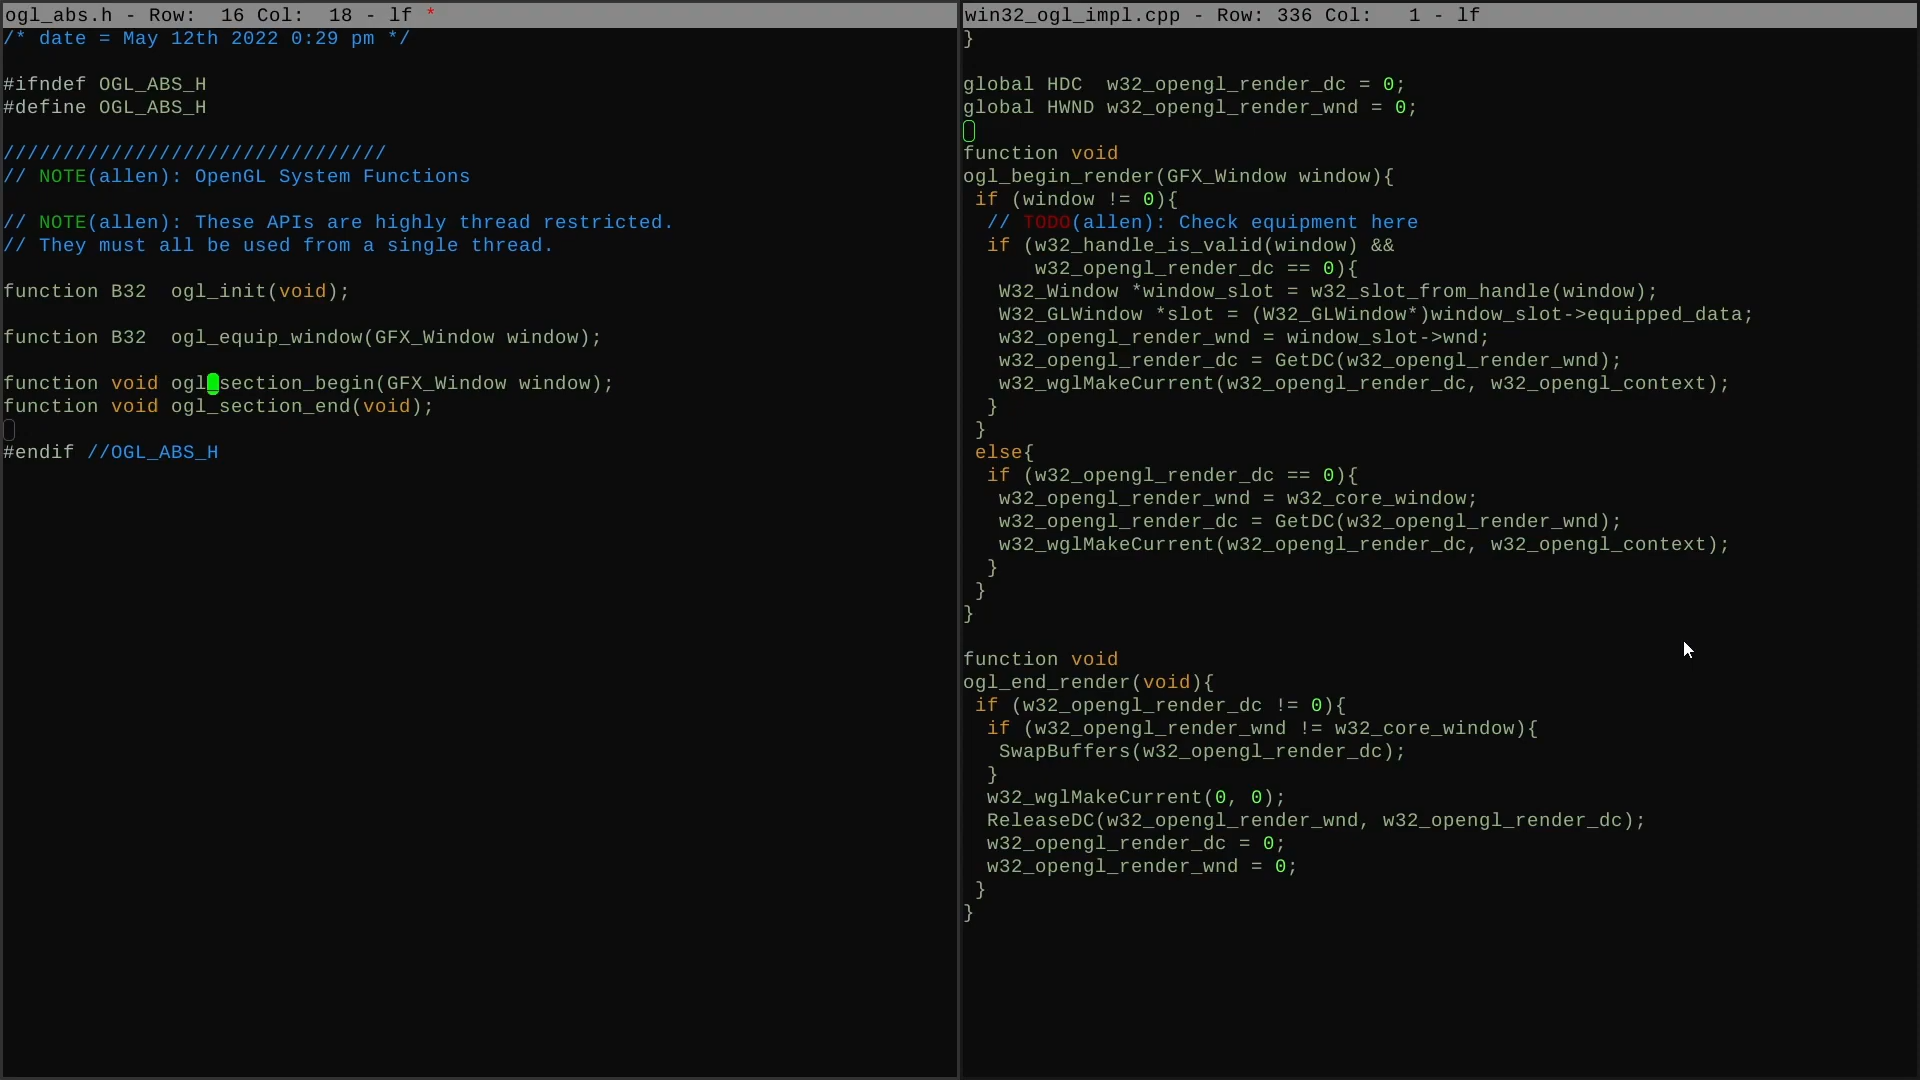 ogl_abs.h - Row:  16 Col:  18 - lf *
/* date = May 12th 2022 0:29 pm */
#ifndef OGL_ABS_H
#define OGL_ABS_H
////////////////////////////////
// NOTE(allen): OpenGL System Functions
// NOTE(allen): These APIs are highly thread restricted.
// They must all be used from a single thread.
function B32  ogl_init(void);
function B32  ogl_equip_window(GFX_Window window);
function void ogl_section_begin(GFX_Window window);
function void ogl_section_end(void);
#endif //OGL_ABS_H
win32_ogl_impl.cpp - Row: 336 Col:   1 - lf
}
global HDC  w32_opengl_render_dc = 0;
global HWND w32_opengl_render_wnd = 0;
function void
ogl_begin_render(GFX_Window window){
 if (window != 0){
  // TODO(allen): Check equipment here
  if (w32_handle_is_valid(window) &&
      w32_opengl_render_dc == 0){
   W32_Window *window_slot = w32_slot_from_handle(window);
   W32_GLWindow *slot = (W32_GLWindow*)window_slot->equipped_data;
   w32_opengl_render_wnd = window_slot->wnd;
   w32_opengl_render_dc = GetDC(w32_opengl_render_wnd);
   w32_wglMakeCurrent(w32_opengl_render_dc, w32_opengl_context);
  }
 }
 else{
  if (w32_opengl_render_dc == 0){
   w32_opengl_render_wnd = w32_core_window;
   w32_opengl_render_dc = GetDC(w32_opengl_render_wnd);
   w32_wglMakeCurrent(w32_opengl_render_dc, w32_opengl_context);
  }
 }
}
function void
ogl_end_render(void){
 if (w32_opengl_render_dc != 0){
  if (w32_opengl_render_wnd != w32_core_window){
   SwapBuffers(w32_opengl_render_dc);
  }
  w32_wglMakeCurrent(0, 0);
  ReleaseDC(w32_opengl_render_wnd, w32_opengl_render_dc);
  w32_opengl_render_dc = 0;
  w32_opengl_render_wnd = 0;
 }
}